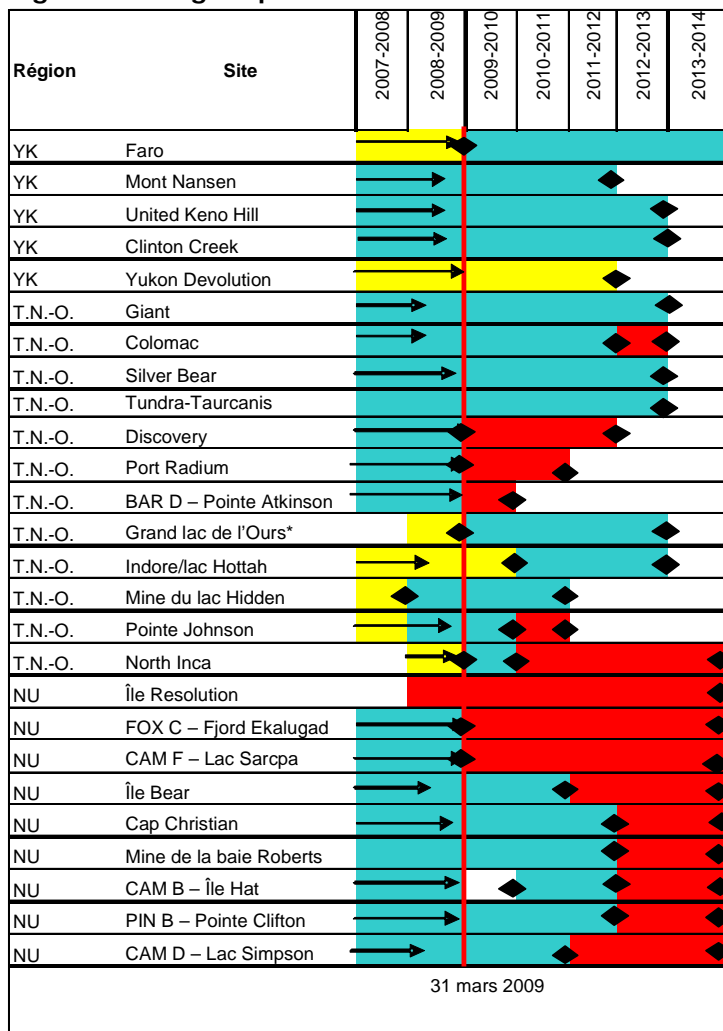 Région Site 2007-2008 2008-2009 2009-2010 2010-2011 2011-2012 2012-2013 2013-2014
YK Faro
YK Mont Nansen
YK United Keno Hill
YK Clinton Creek
YK Yukon Devolution
T.N.-O. Giant
T.N.-O. Colomac
T.N.-O. Silver Bear
T.N.-O. Tundra-Taurcanis
T.N.-O. Discovery
T.N.-O. Port Radium
T.N.-O. BAR D – Pointe Atkinson
T.N.-O. Grand lac de l'Ours*
T.N.-O. Indore/lac Hottah
T.N.-O. Mine du lac Hidden
T.N.-O. Pointe Johnson
T.N.-O. North Inca
NU Île Resolution
NU FOX C – Fjord Ekalugad
NU CAM F – Lac Sarcpa
NU Île Bear
NU Cap Christian
NU Mine de la baie Roberts
NU CAM B – Île Hat
NU PIN B – Pointe Clifton
NU CAM D – Lac Simpson
31 mars 2009